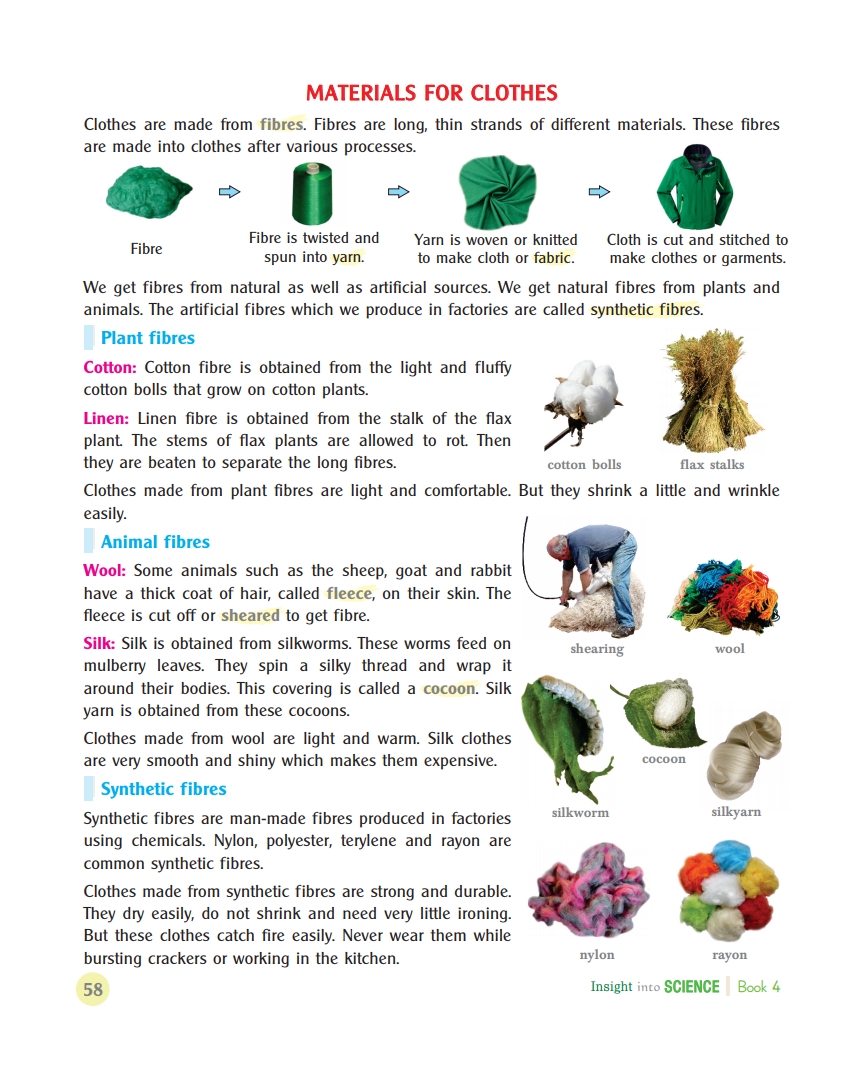 MATERIALS FOR CLOTHES
Clothes are made from fibres. Fibres are long, thin strands of different materials. These fibres
are made into clothes after various processes.
Fibre
Fibre is twisted and
spun into yarn.
Yarn is woven or knitted
to make cloth or fabric.
Cloth is cut and stitched to
make clothes or garments.
We get fibres from natural as well as artificial sources. We get natural fibres from plants and
animals. The artificial fibres which we produce in factories are called synthetic fibres.
Plant fibres
Cotton: Cotton fibre is obtained from the light and fluffy
cotton bolls that grow on cotton plants.
Linen: Linen fibre is obtained from the stalk of the flax
plant. The stems of flax plants are allowed to rot. Then
they are beaten to separate the long fibres.
cotton bolls
flax stalks
Clothes made from plant fibres are light and comfortable. But they shrink a little and wrinkle
easily.
Animal fibres
Wool: Some animals such as the sheep, goat and rabbit
have a thick coat of hair, called fleece, on their skin. The
fleece is cut off or sheared to get fibre.
shearing
wool
Silk: Silk is obtained from silkworms. These worms feed on
mulberry leaves. They spin a silky thread and wrap it
around their bodies. This covering is called a cocoon. Silk
yarn is obtained from these cocoons.
Clothes made from wool are light and warm. Silk clothes
are very smooth and shiny which makes them expensive.
cocoon
silkworm
silkyarn
Synthetic fibres
Synthetic fibres are man-made fibres produced in factories
using chemicals. Nylon, polyester, terylene and rayon are
common synthetic fibres.
Clothes made from synthetic fibres are strong and durable.
They dry easily, do not shrink and need very little ironing.
But these clothes catch fire easily. Never wear them while
bursting crackers or working in the kitchen.
nylon
rayon
58
Insight into SCIENCE Book 4